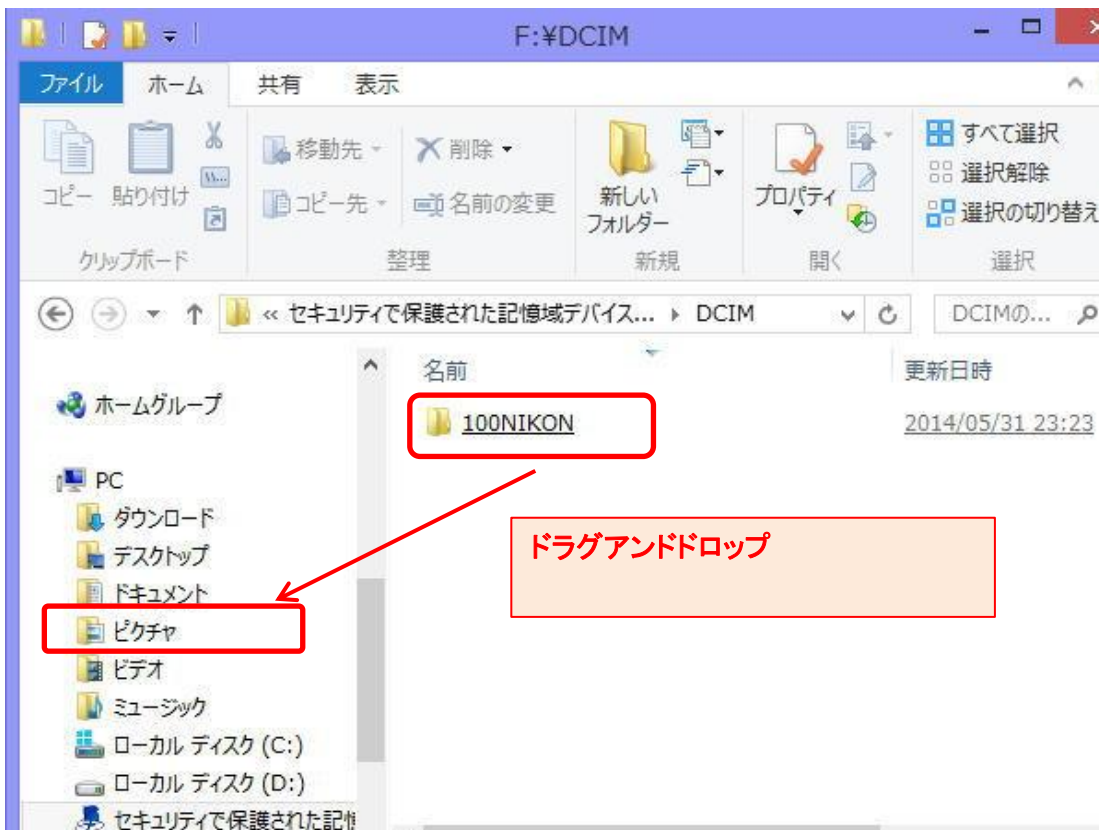 F:¥DCIM
ファイル ホーム 共有 表示
コピー 貼り付け 移動先 コピー先 削除 名前の変更 新しい フォルダー プロパティ すべて選択 選択解除 選択の切り替え
クリップボード 整理 新規 開く 選択
« セキュリティで保護された記憶域デバイス... DCIM DCIMの...
名前 更新日時
ホームグループ
100NIKON 2014/05/31 23:23
PC
ダウンロード
デスクトップ
ドキュメント
ピクチャ
ビデオ
ミュージック
ローカル ディスク (C:)
ローカル ディスク (D:)
セキュリティで保護された記憶
ドラグアンドドロップ